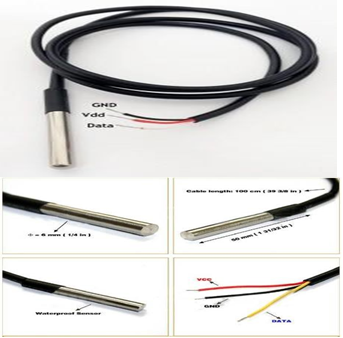 GND
Vdd
Data
Φ = 6 mm ( 1/4 in )
Cable length: 100 cm ( 39 3/8 in )
50 mm ( 1 31/32 in )
Waterproof Sensor
VCC
GND
DATA